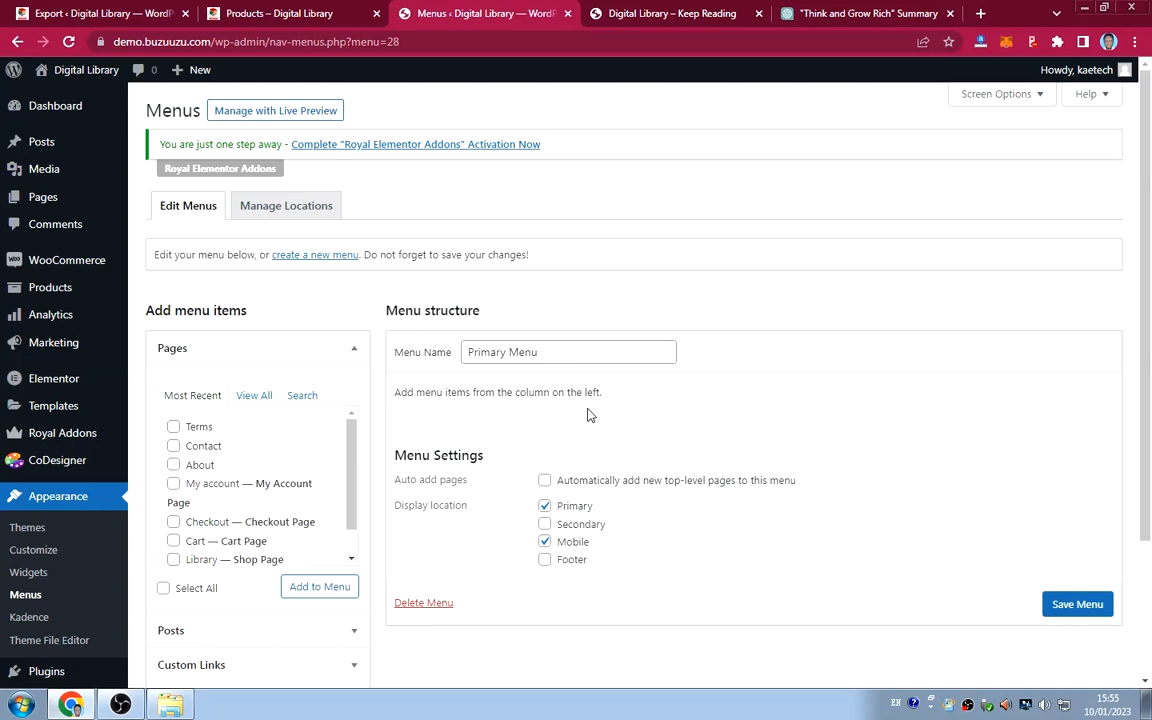 Export ‹ Digital Library — WordP
Products – Digital Library
Menus ‹ Digital Library — WordP
Digital Library – Keep Reading
"Think and Grow Rich" Summary
demo.buzuuzu.com/wp-admin/nav-menus.php?menu=28
Digital Library
0
New
Howdy, kaetech
Dashboard
Posts
Media
Pages
Comments
WooCommerce
Products
Analytics
Marketing
Elementor
Templates
Royal Addons
CoDesigner
Appearance
Themes
Customize
Widgets
Menus
Kadence
Theme File Editor
Plugins
Menus
Manage with Live Preview
Screen Options
Help
You are just one step away - Complete "Royal Elementor Addons" Activation Now
Royal Elementor Addons
Edit Menus
Manage Locations
Edit your menu below, or create a new menu. Do not forget to save your changes!
Add menu items
Pages
Most Recent
View All
Search
Terms
Contact
About
My account — My Account
Page
Checkout — Checkout Page
Cart — Cart Page
Library — Shop Page
Select All
Add to Menu
Posts
Custom Links
Menu structure
Menu Name
Primary Menu
Add menu items from the column on the left.
Menu Settings
Auto add pages
Automatically add new top-level pages to this menu
Display location
Primary
Secondary
Mobile
Footer
Delete Menu
Save Menu
EN
15:55
10/01/2023